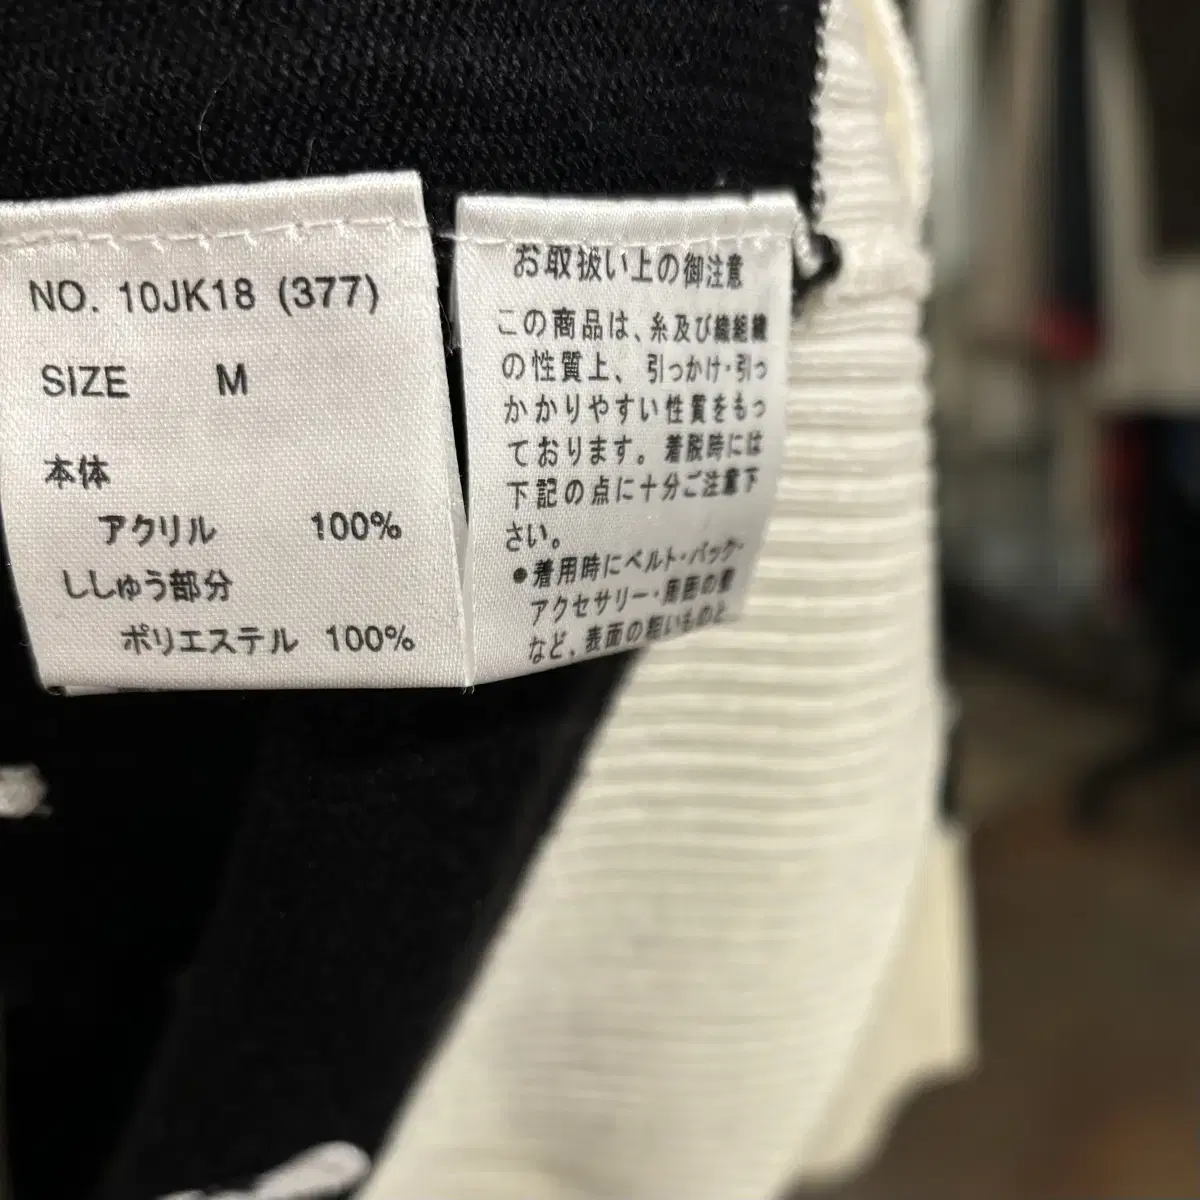 NO. 10JK18 (377)
SIZE M
本体
アクリル 100%
ししゅう部分
ポリエステル 100%
お取扱い上の御注意
この商品は、糸及び繊組織
の性質上、引っかけ・引っ
かかりやすい性質をもっ
ております。着脱時には
下記の点に十分ご注意下
さい。
●着用時にベルト・バッグ・
アクセサリー・周囲の壁
など、表面の粗いものと